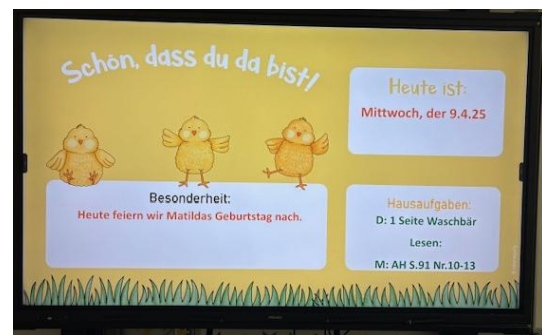 Schön, dass du da bist!
Heute ist:
Mittwoch, der 9.4.25
Besonderheit:
Heute feiern wir Matildas Geburtstag nach.
Hausaufgaben:
D: 1 Seite Waschbär
Lesen:
M: AH S.91 Nr.10-13